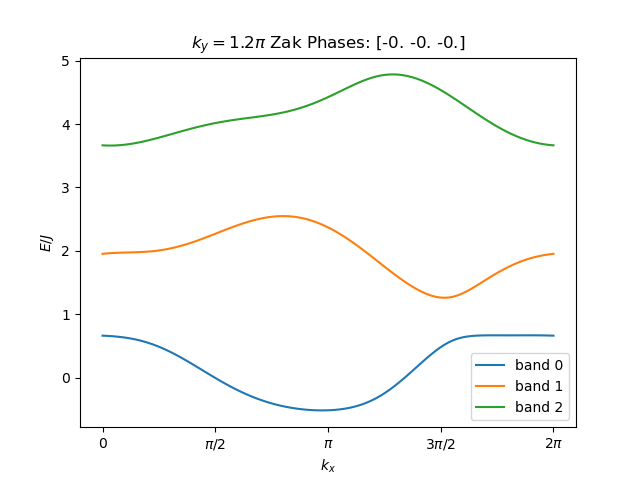 k_y = 1.2π Zak Phases: [-0. -0. -0.]
5
4
3
2
1
0
E/J
0
π/2
π
3π/2
2π
k_x
band 0
band 1
band 2